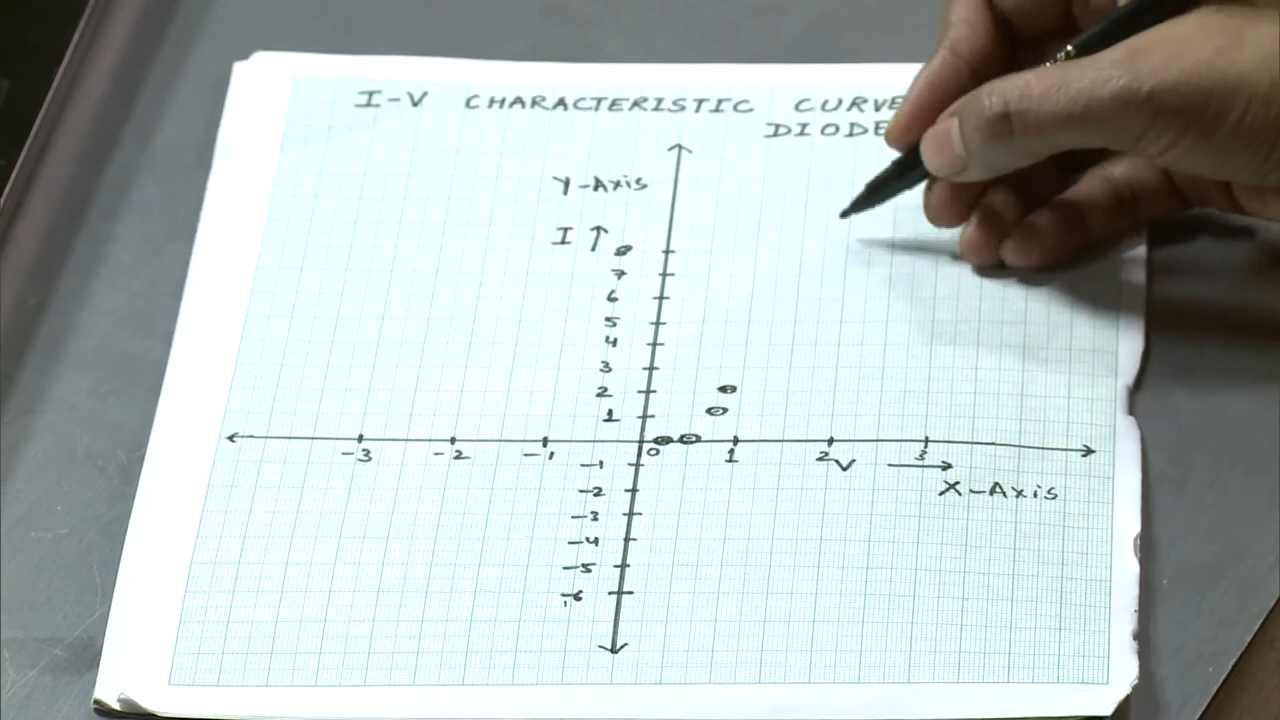 I-V CHARACTERISTIC CURVE
DIODE
Y-Axis
I ↑
8
7
6
5
4
3
2
1
-3 -2 -1 0 1 2 3
V →
X-Axis
-1
-2
-3
-4
-5
-6